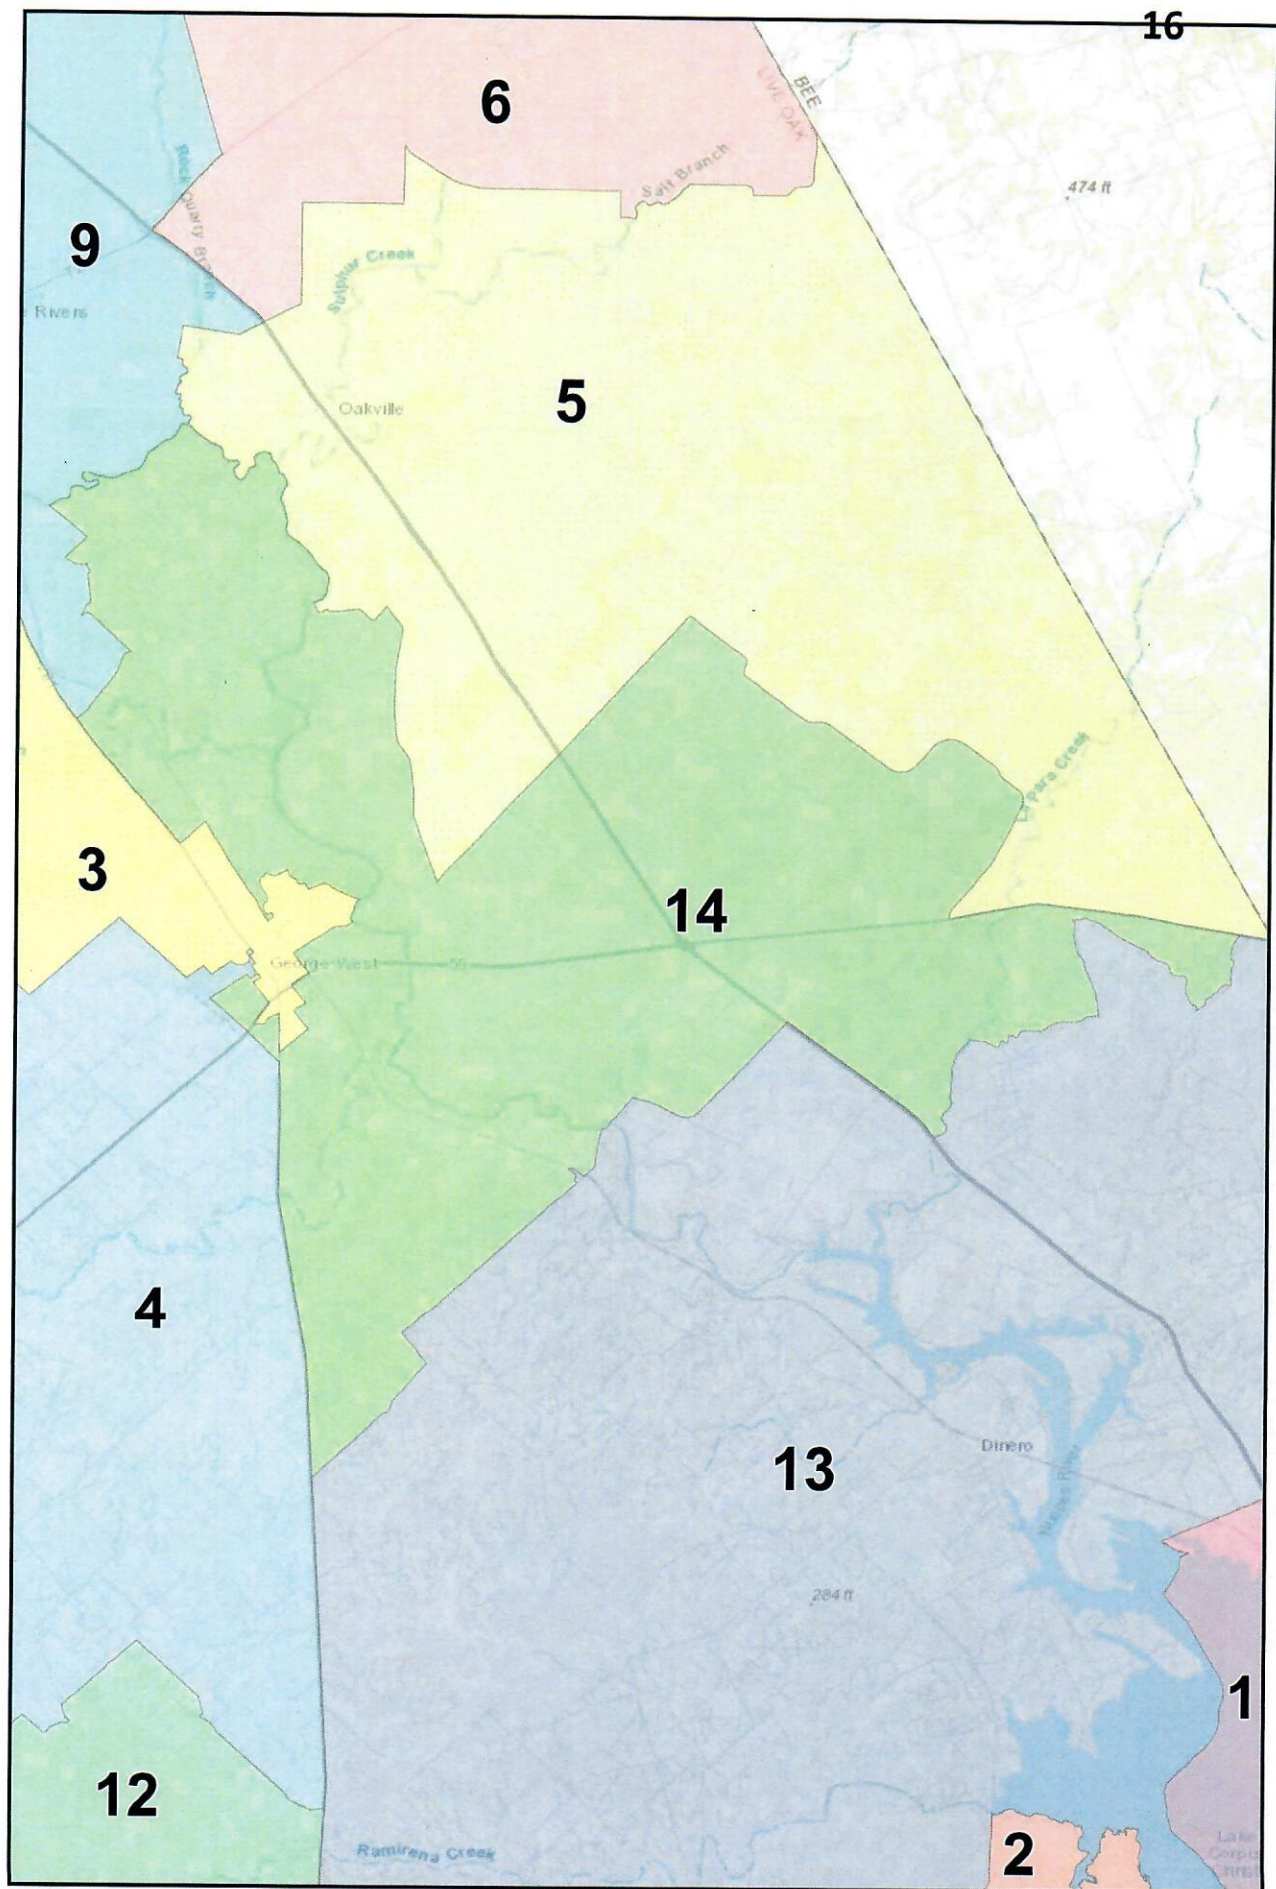 16
6
BEE
LIVE OAK
Salt Branch
474 ft
Rock Quarry Branch
9
Sulphur Creek
Rivers
5
Oakville
La Para Creek
3
14
George West
59
4
13
Dinero
Nueces River
284 ft
1
12
Ramirena Creek
2
Lake
Corpus
Christi